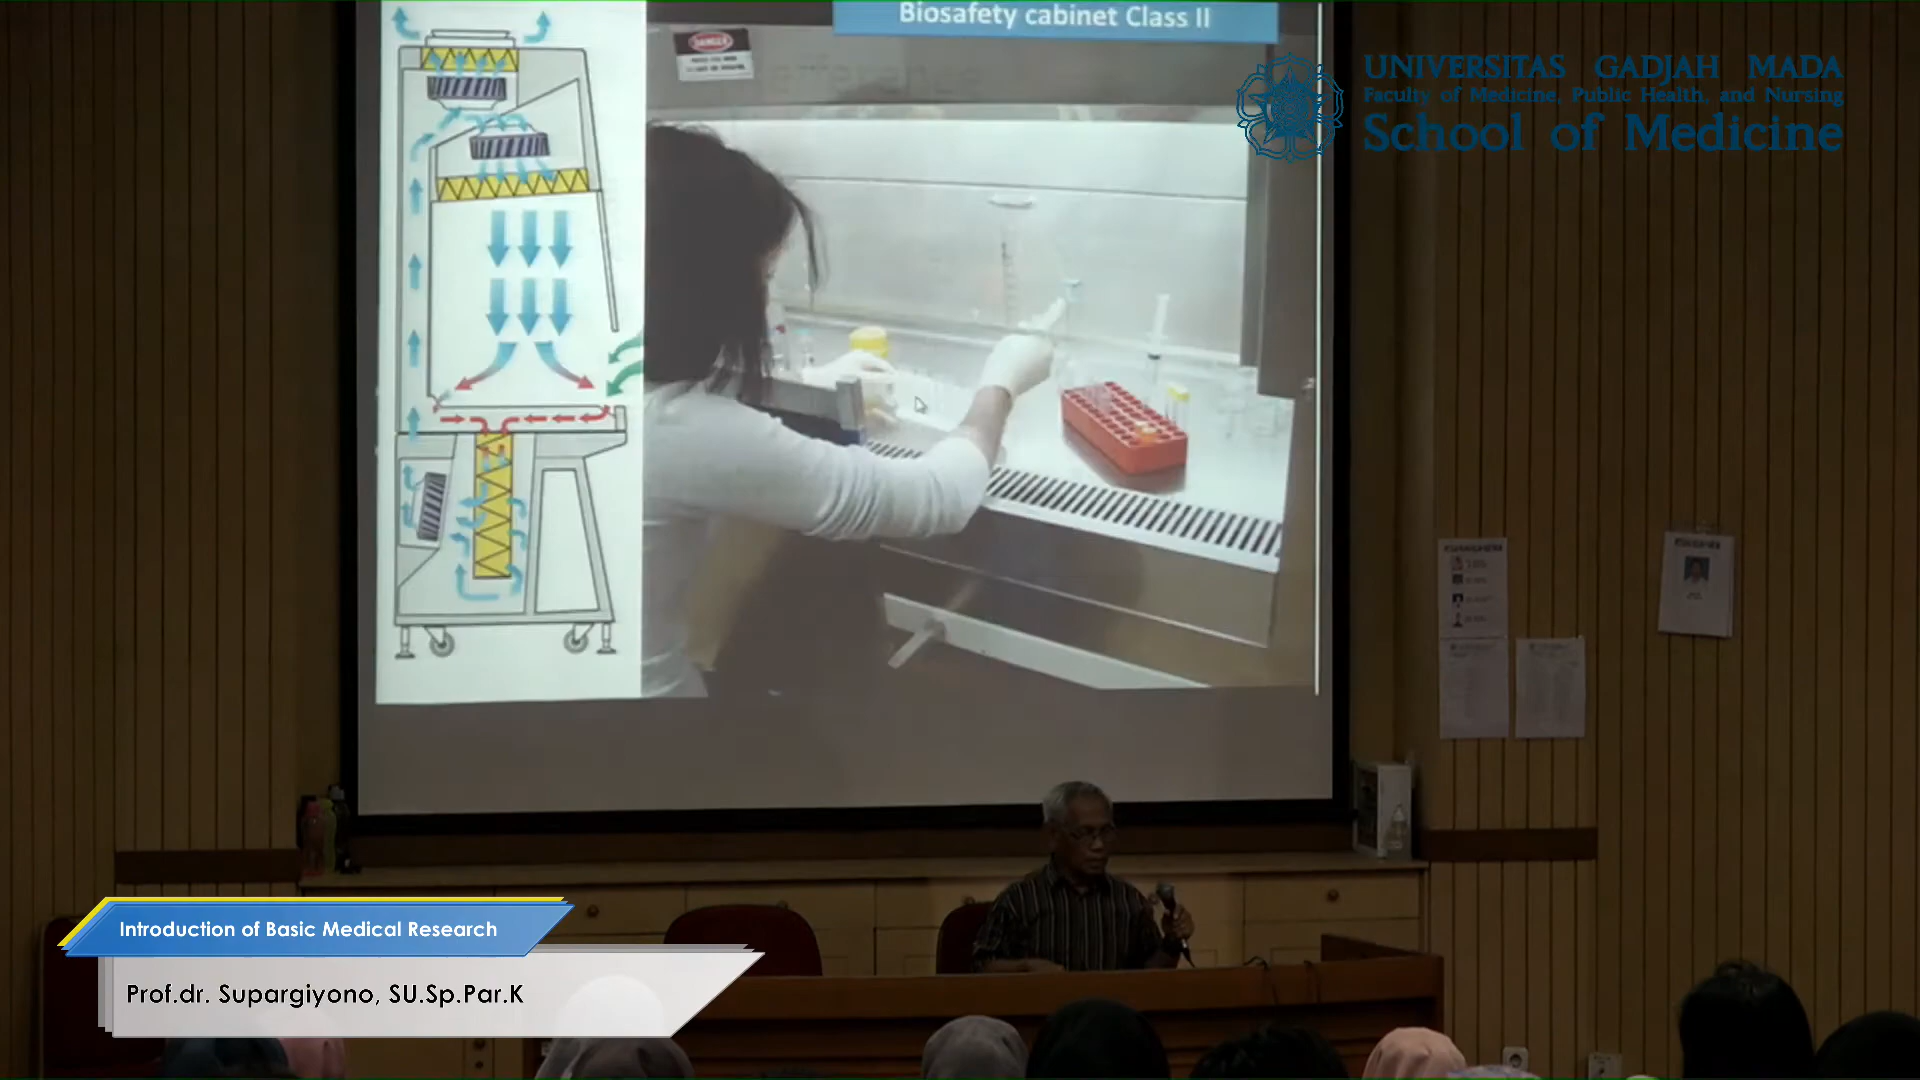 Biosafety cabinet Class II
DANGER
UNIVERSITAS GADJAH MADA
Faculty of Medicine, Public Health, and Nursing
School of Medicine
Introduction of Basic Medical Research
Prof.dr. Supargiyono, SU.Sp.Par.K